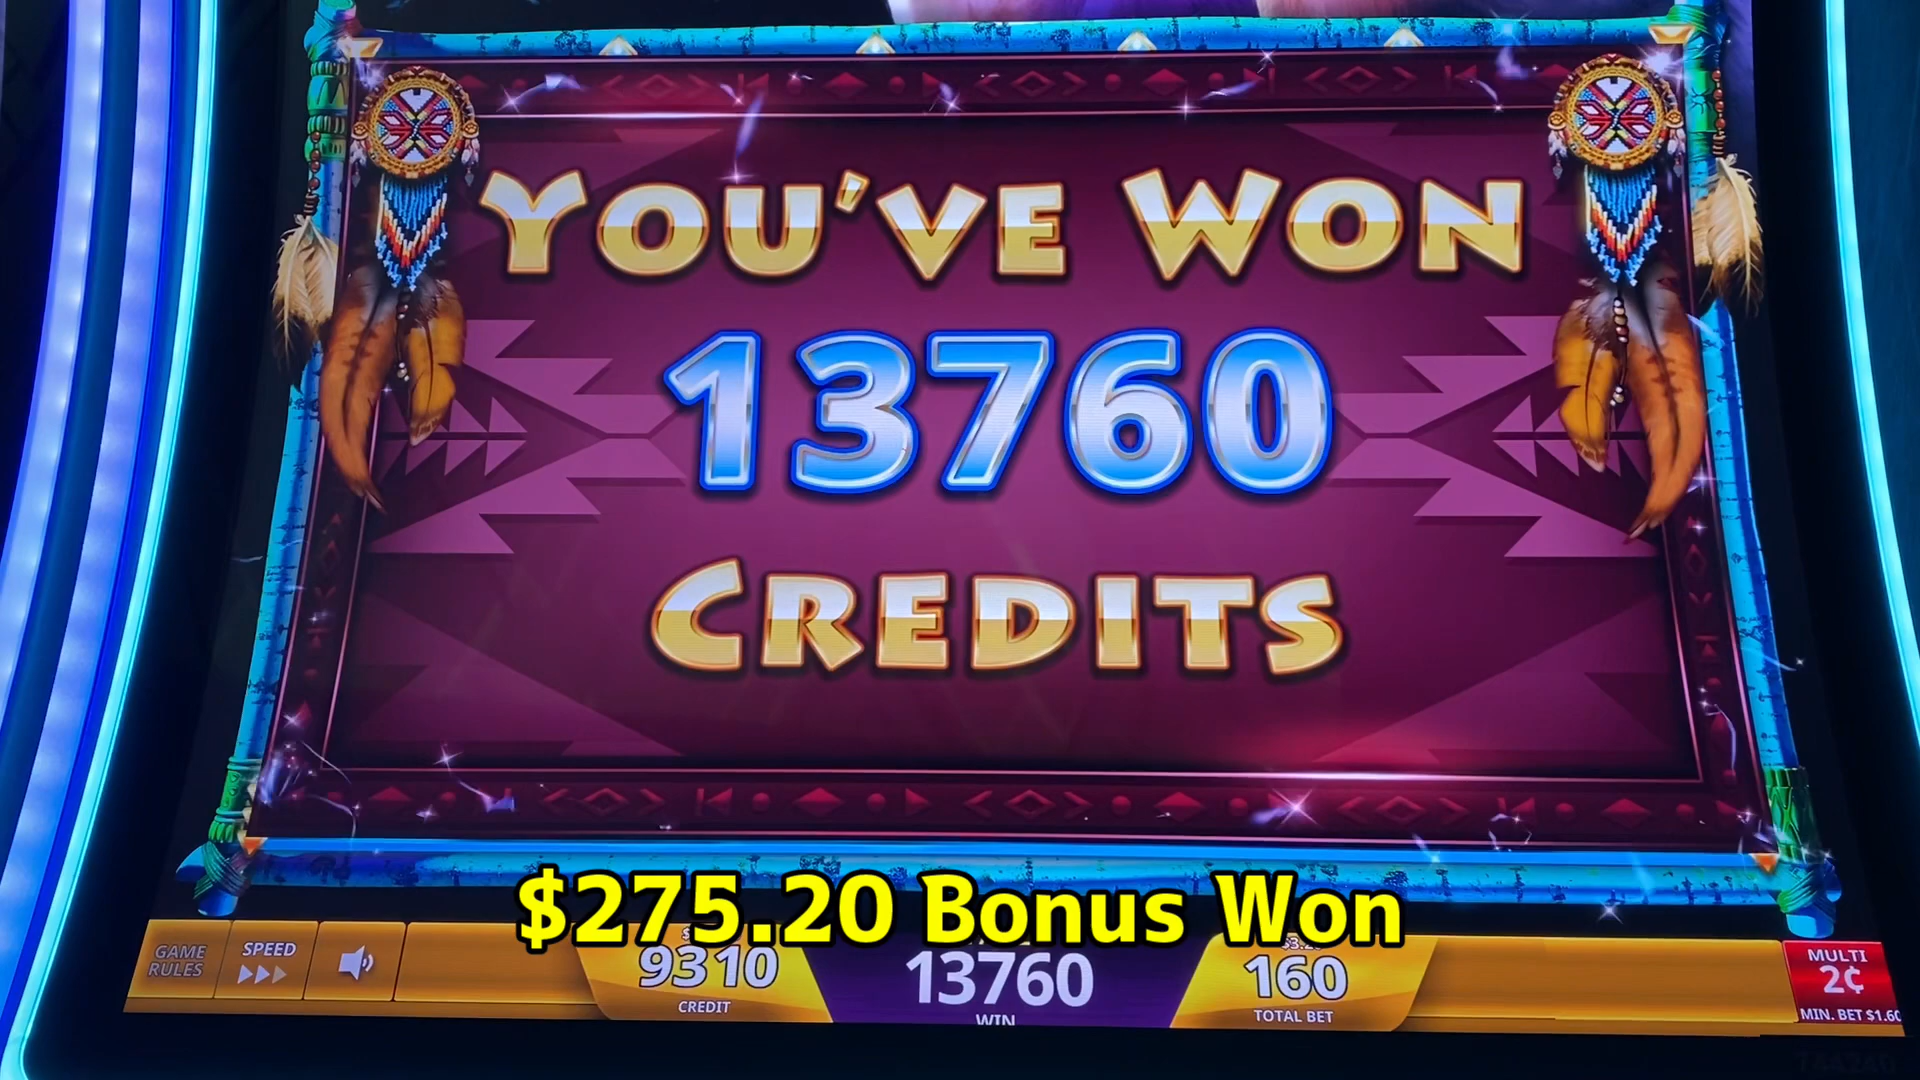 YOU'VE WON
13760
CREDITS
$275.20 Bonus Won
GAME RULES
SPEED
9310
CREDIT
13760
WIN
160
TOTAL BET
MULTI
2¢
MIN. BET $1.60